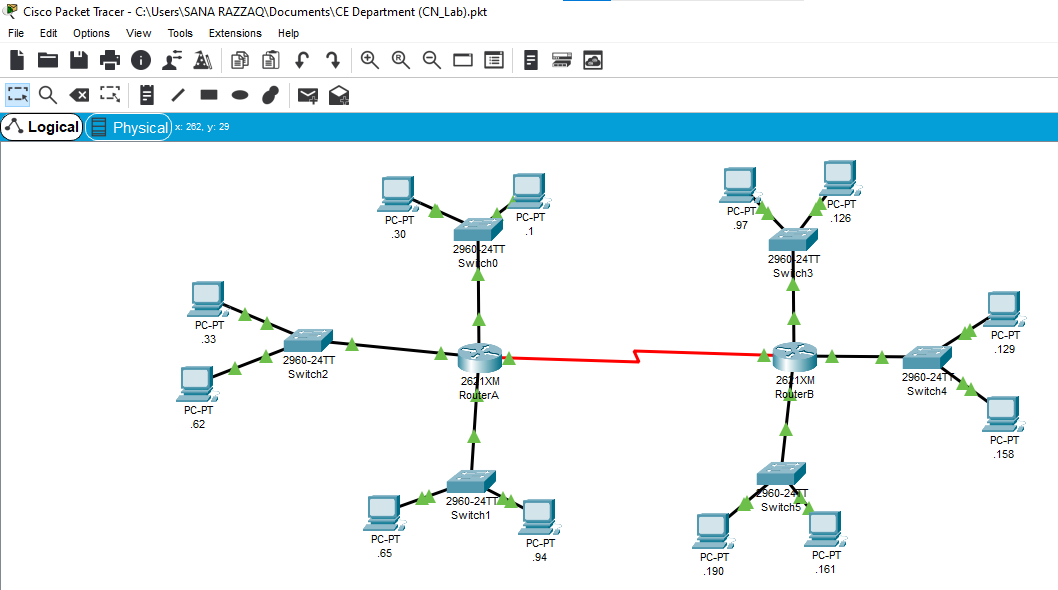 Cisco Packet Tracer - C:\Users\SANA RAZZAQ\Documents\CE Department (CN_Lab).pkt
File Edit Options View Tools Extensions Help
Logical Physical x: 262, y: 29
PC-PT
.30
PC-PT
.1
2960-24TT
Switch0
PC-PT
.97
PC-PT
.126
2960-24TT
Switch3
PC-PT
.33
2960-24TT
Switch2
PC-PT
.62
2621XM
RouterA
2621XM
RouterB
PC-PT
.129
2960-24TT
Switch4
PC-PT
.158
2960-24TT
Switch1
PC-PT
.65
PC-PT
.94
2960-24TT
Switch5
PC-PT
.190
PC-PT
.161